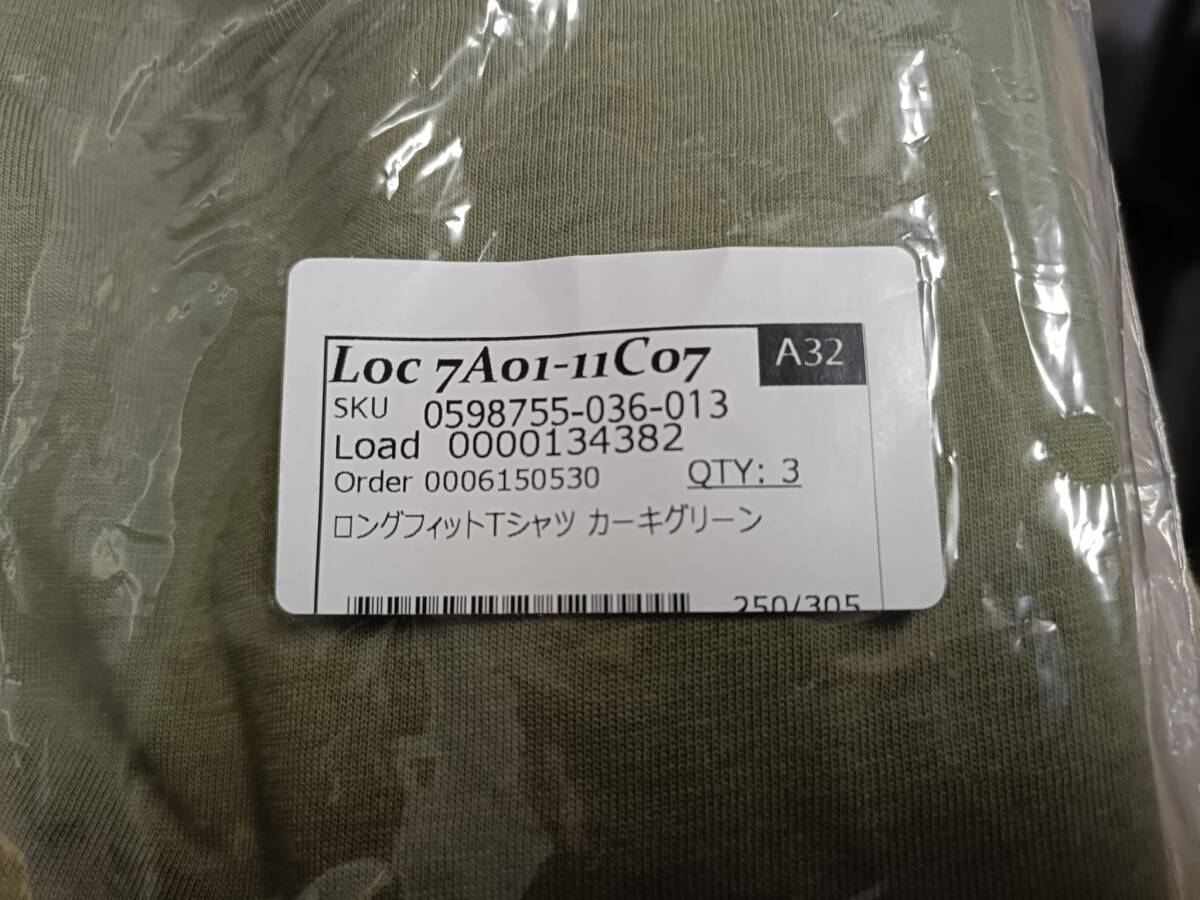 Loc 7A01-11C07 A32
SKU 0598755-036-013
Load 0000134382
Order 0006150530 QTY: 3
ロングフィットTシャツ カーキグリーン
250/305